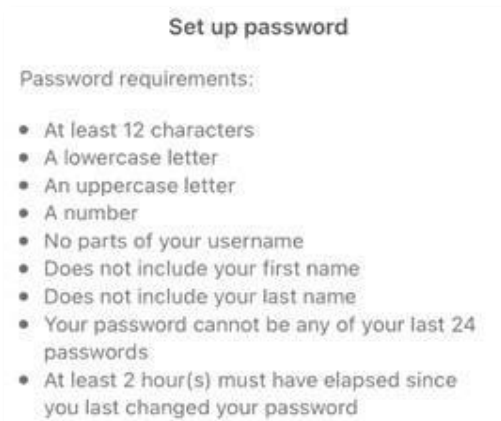 Set up password
Password requirements:
• At least 12 characters
• A lowercase letter
• An uppercase letter
• A number
• No parts of your username
• Does not include your first name
• Does not include your last name
• Your password cannot be any of your last 24
passwords
• At least 2 hour(s) must have elapsed since
you last changed your password